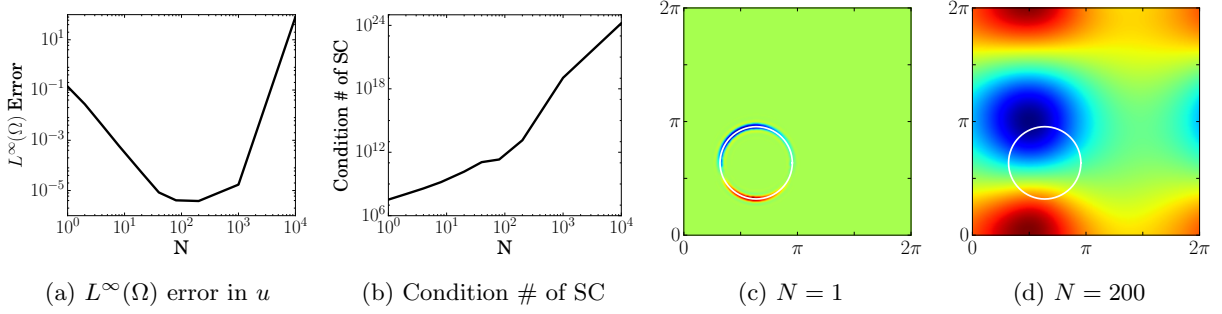 10^1
10^{-1}
10^{-3}
10^{-5}
L^∞(Ω) Error
10^0 10^1 10^2 10^3 10^4
N
(a) L^∞(Ω) error in u
10^{24}
10^{18}
10^{12}
10^6
Condition # of SC
10^0 10^1 10^2 10^3 10^4
N
(b) Condition # of SC
2π
π
0
0 π 2π
(c) N = 1
2π
π
0
0 π 2π
(d) N = 200